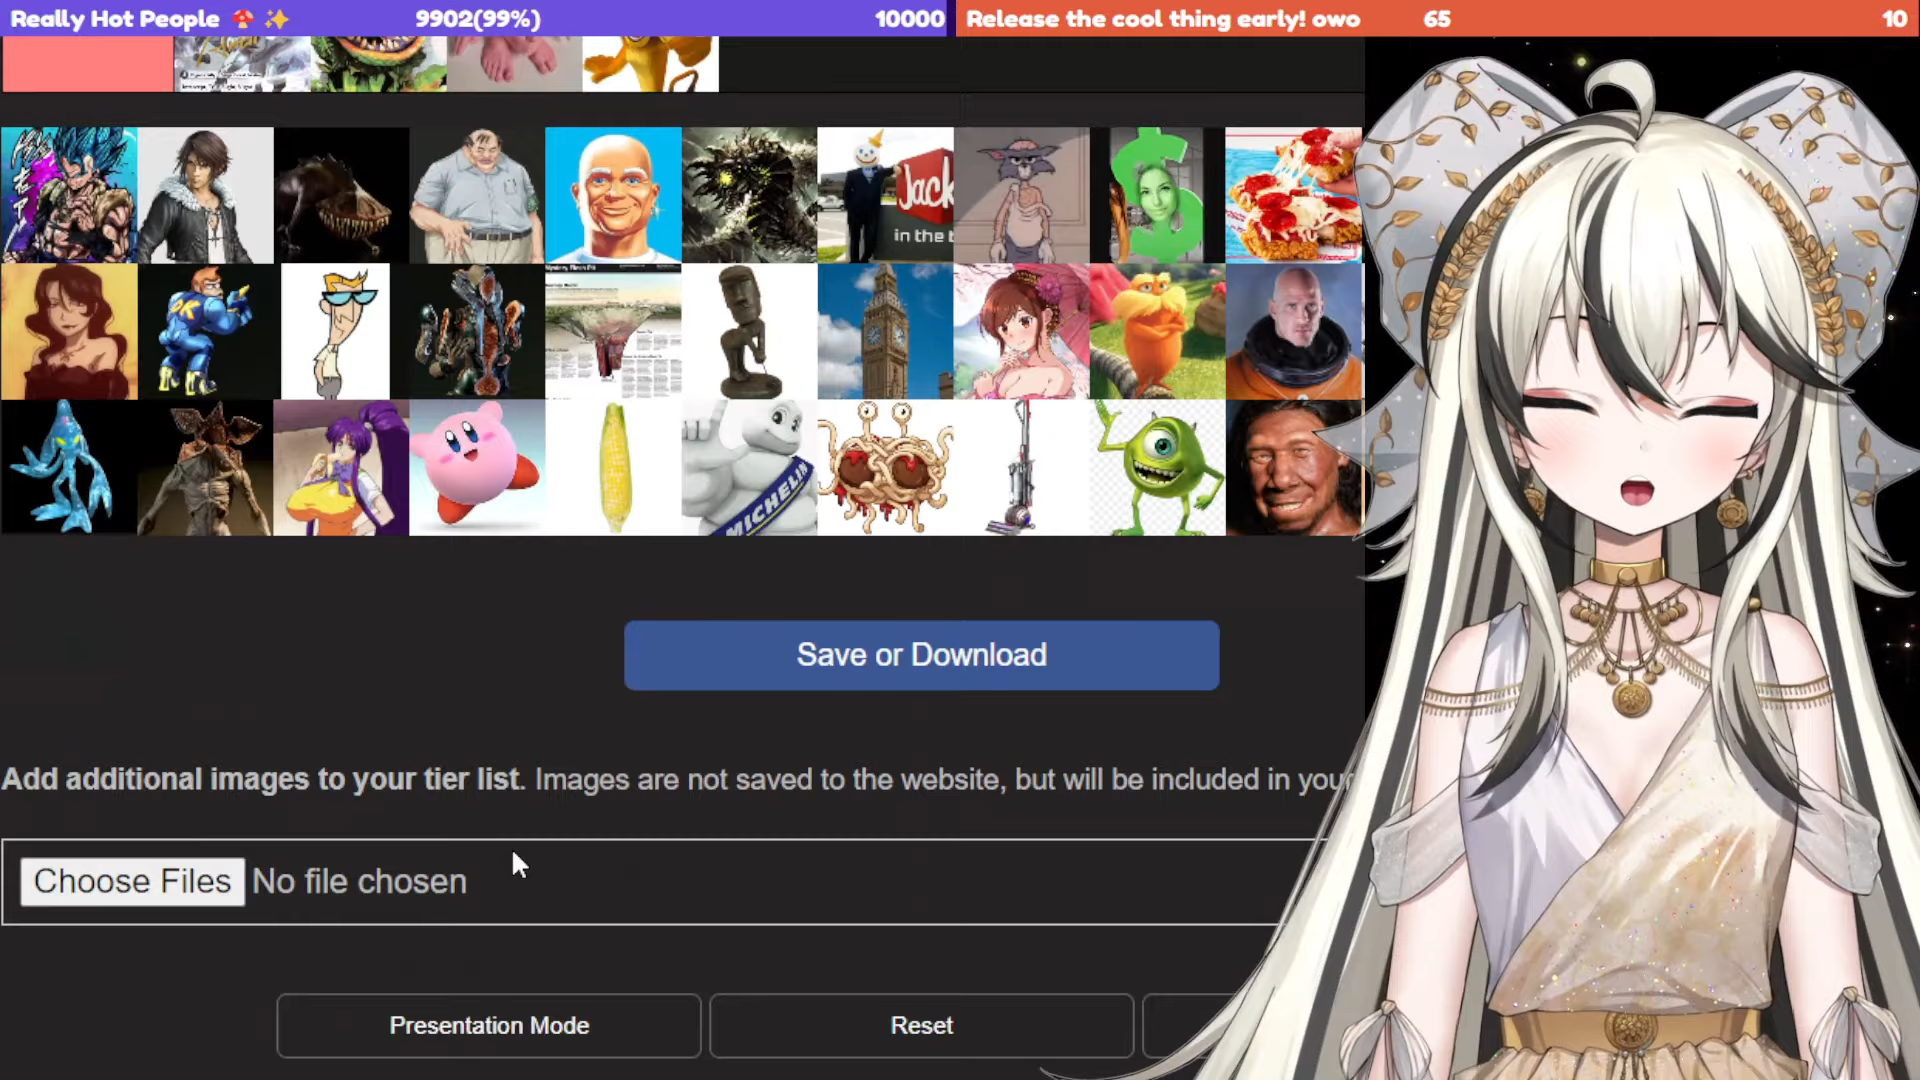 Really Hot People 9902(99%) 10000 Release the cool thing early! owo 65 10
Jack
in the b
DK
MICHELIN
Save or Download
Add additional images to your tier list. Images are not saved to the website, but will be included in your
Choose Files No file chosen
Presentation Mode Reset